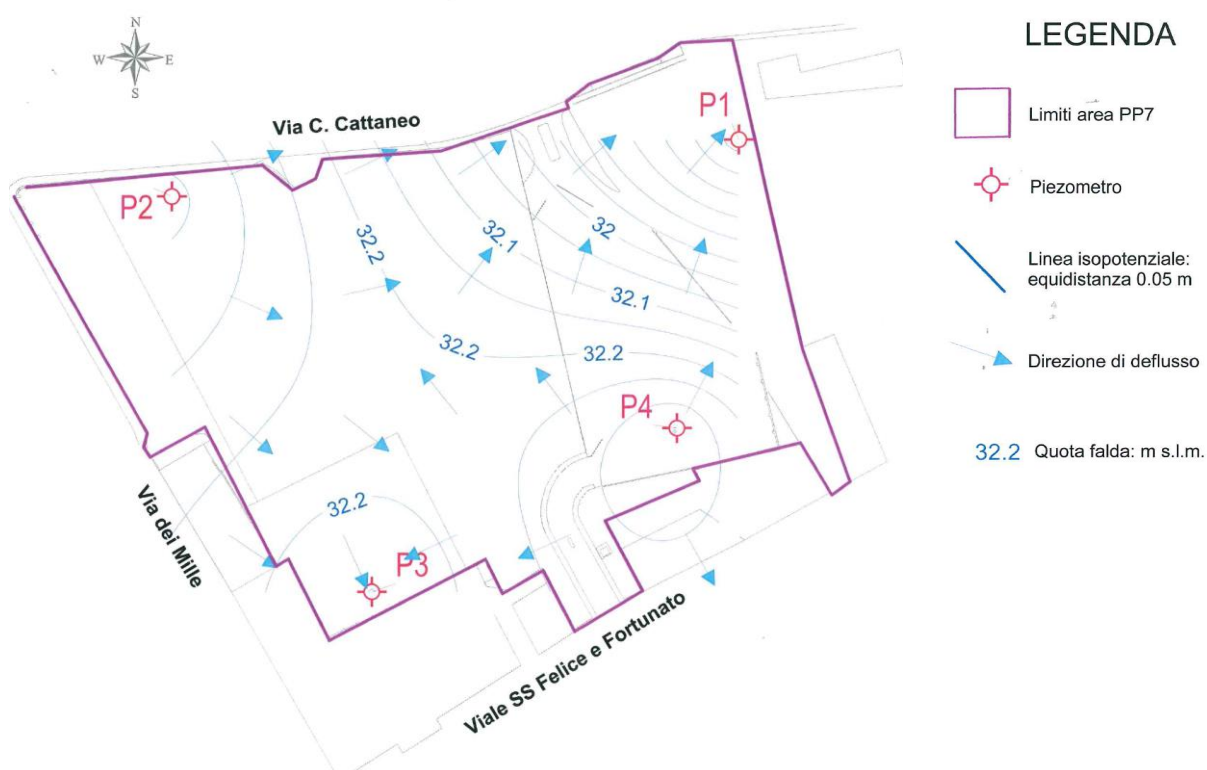 N
W E
S
LEGENDA
Via C. Cattaneo
P1
Limiti area PP7
P2
Piezometro
32.2
32.1
32
Linea isopotenziale:
equidistanza 0.05 m
32.1
32.2
32.2
Direzione di deflusso
P4
32.2 Quota falda: m s.l.m.
Via dei Mille
32.2
P3
Viale SS Felice e Fortunato